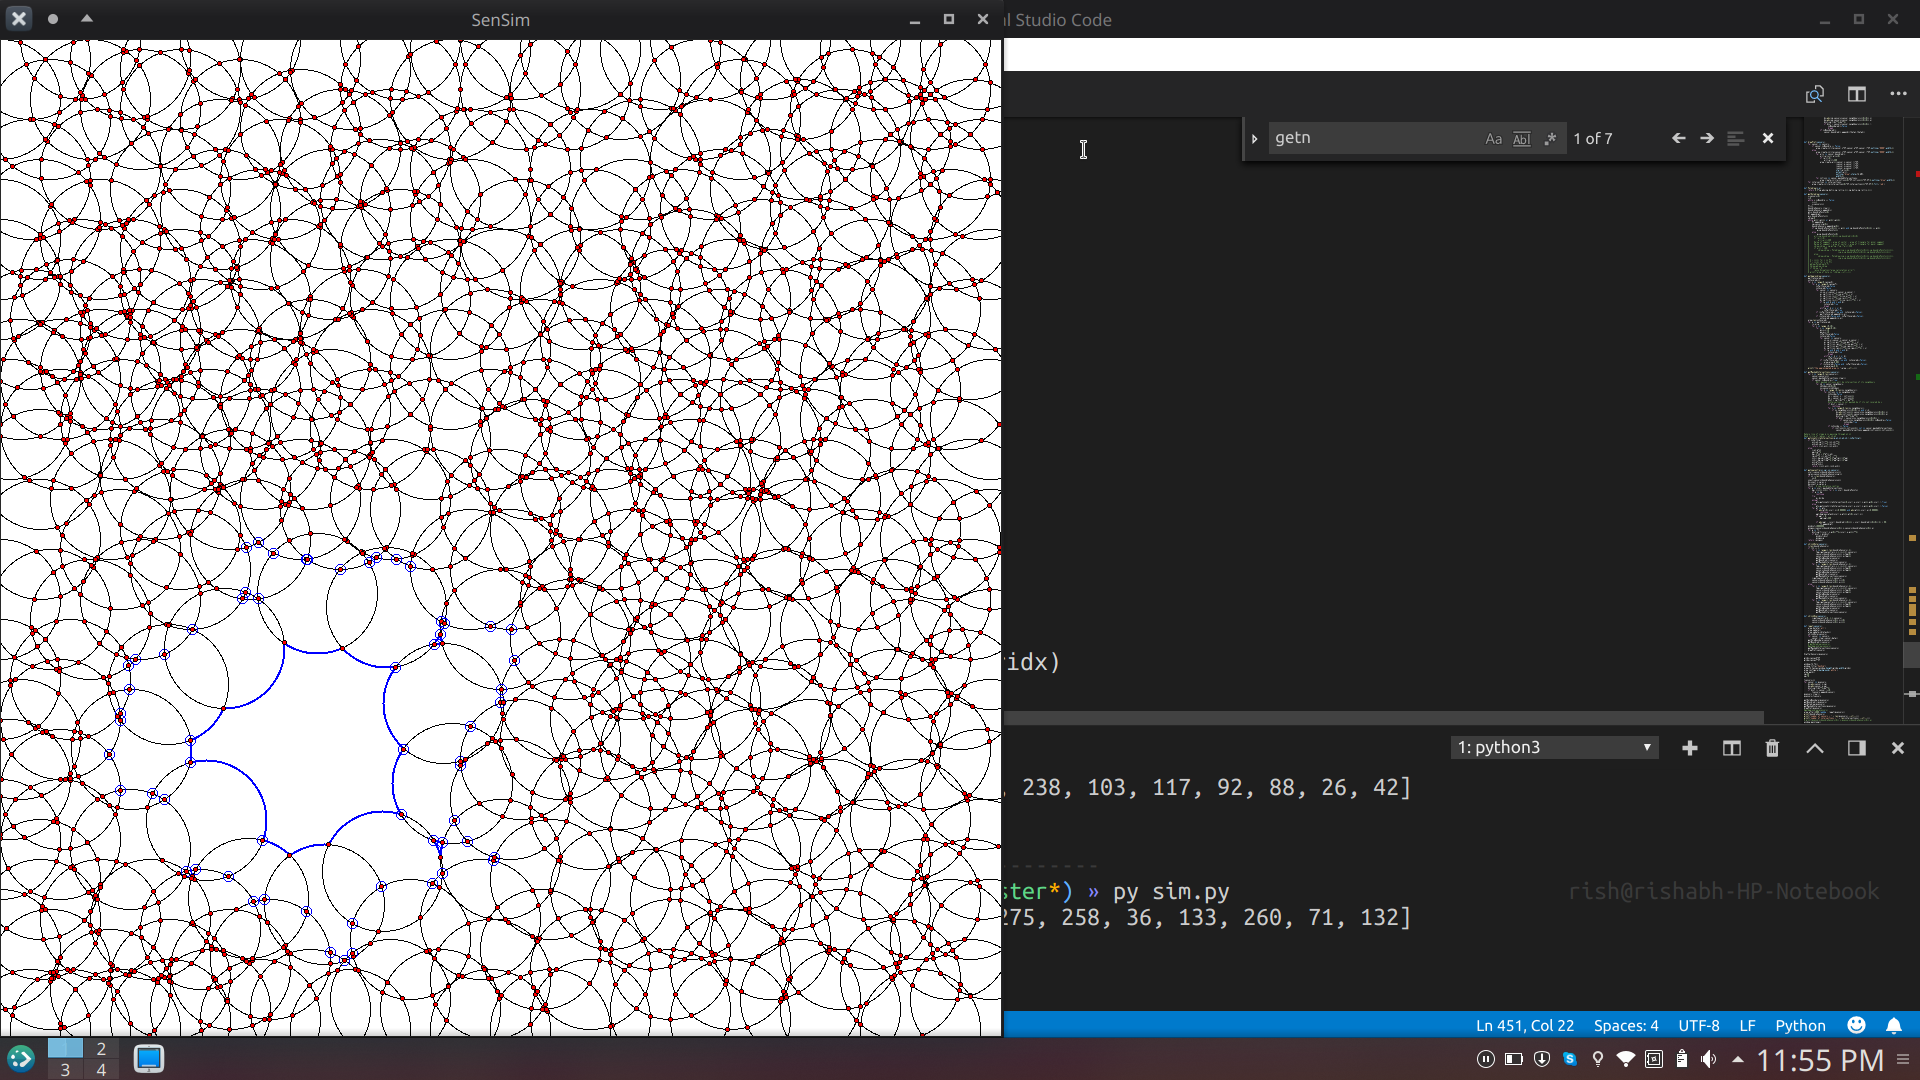 SenSim
l Studio Code
getn
Aa Abl .* 1 of 7
idx)
1: python3
238, 103, 117, 92, 88, 26, 42]
--------
ster*) » py sim.py
rish@rishabh-HP-Notebook
275, 258, 36, 133, 260, 71, 132]
Ln 451, Col 22 Spaces: 4 UTF-8 LF Python
2
3 4
11:55 PM